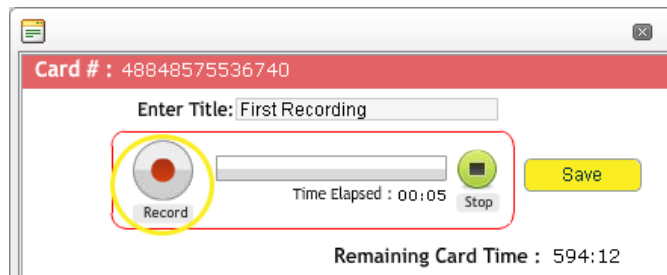 Card # : 48848575536740
Enter Title: First Recording
Save
Time Elapsed : 00:05
Record
Stop
Remaining Card Time : 594:12